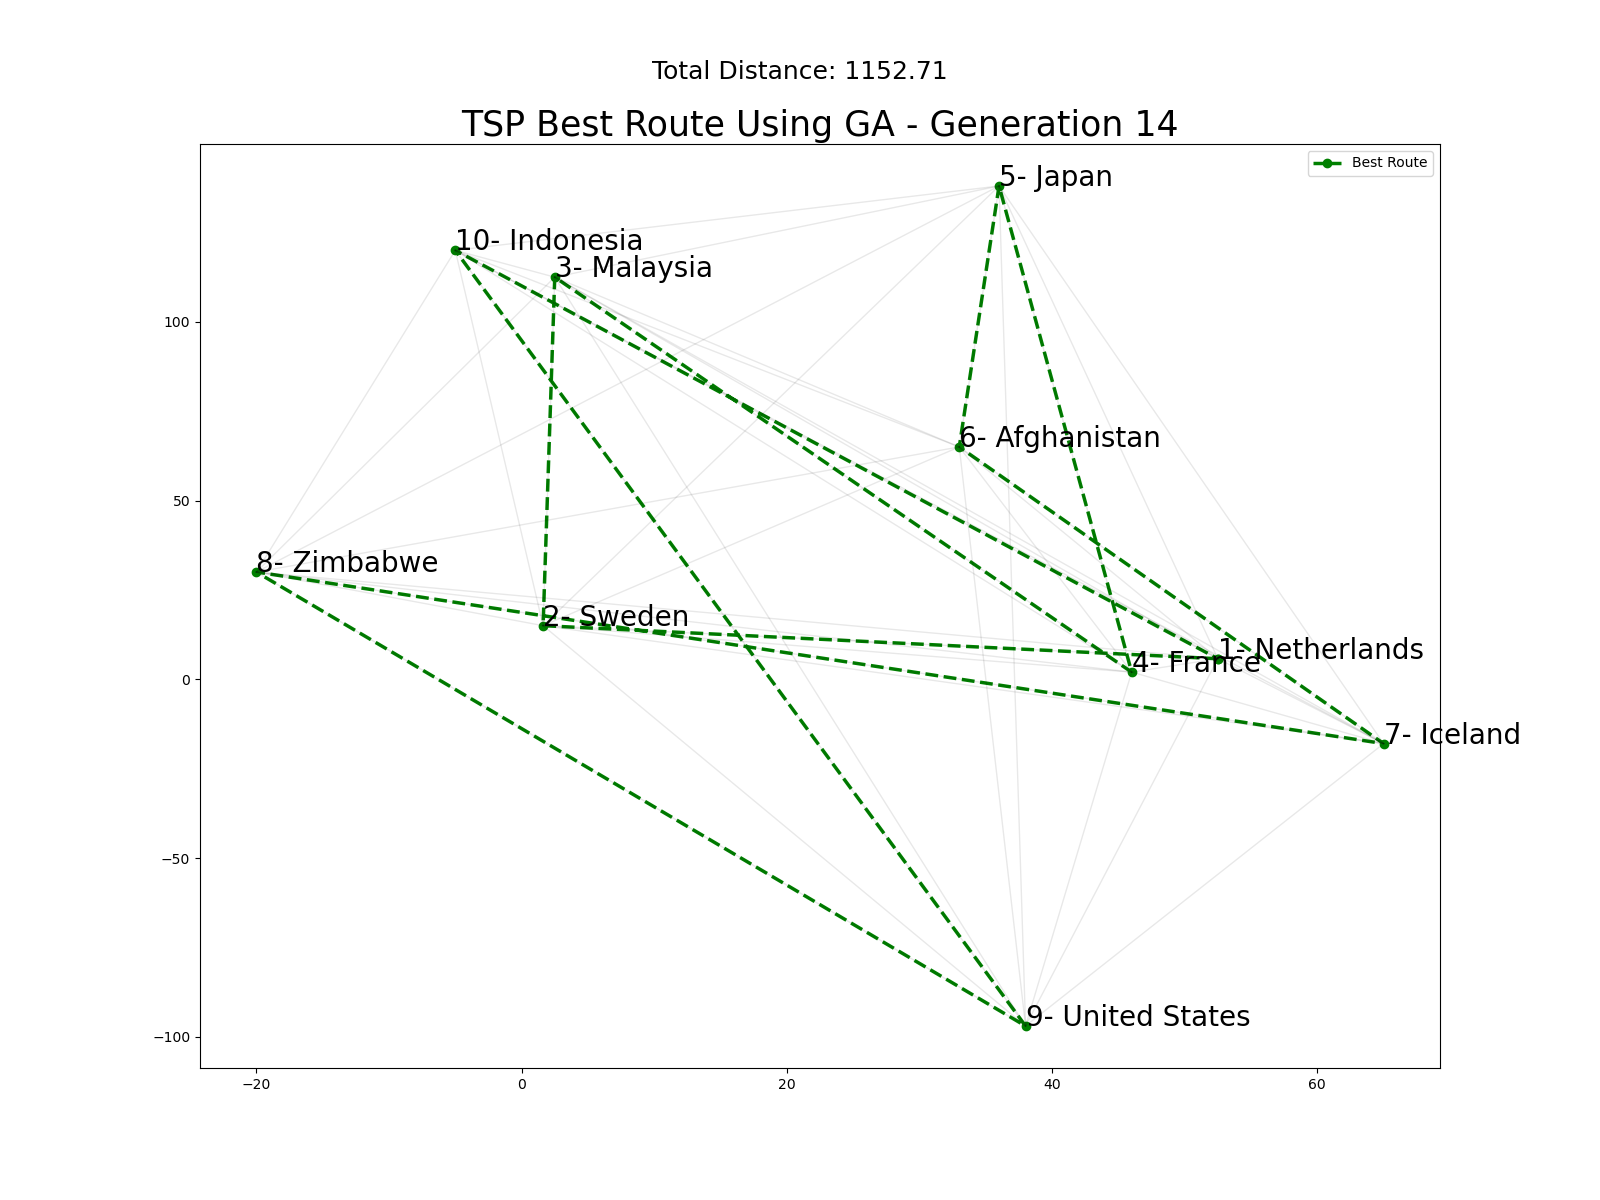 Total Distance: 1152.71
TSP Best Route Using GA - Generation 14
Best Route
5- Japan
10- Indonesia
3- Malaysia
6- Afghanistan
8- Zimbabwe
2- Sweden
1- Netherlands
4- France
7- Iceland
9- United States
100
50
0
−50
−100
−20
0
20
40
60